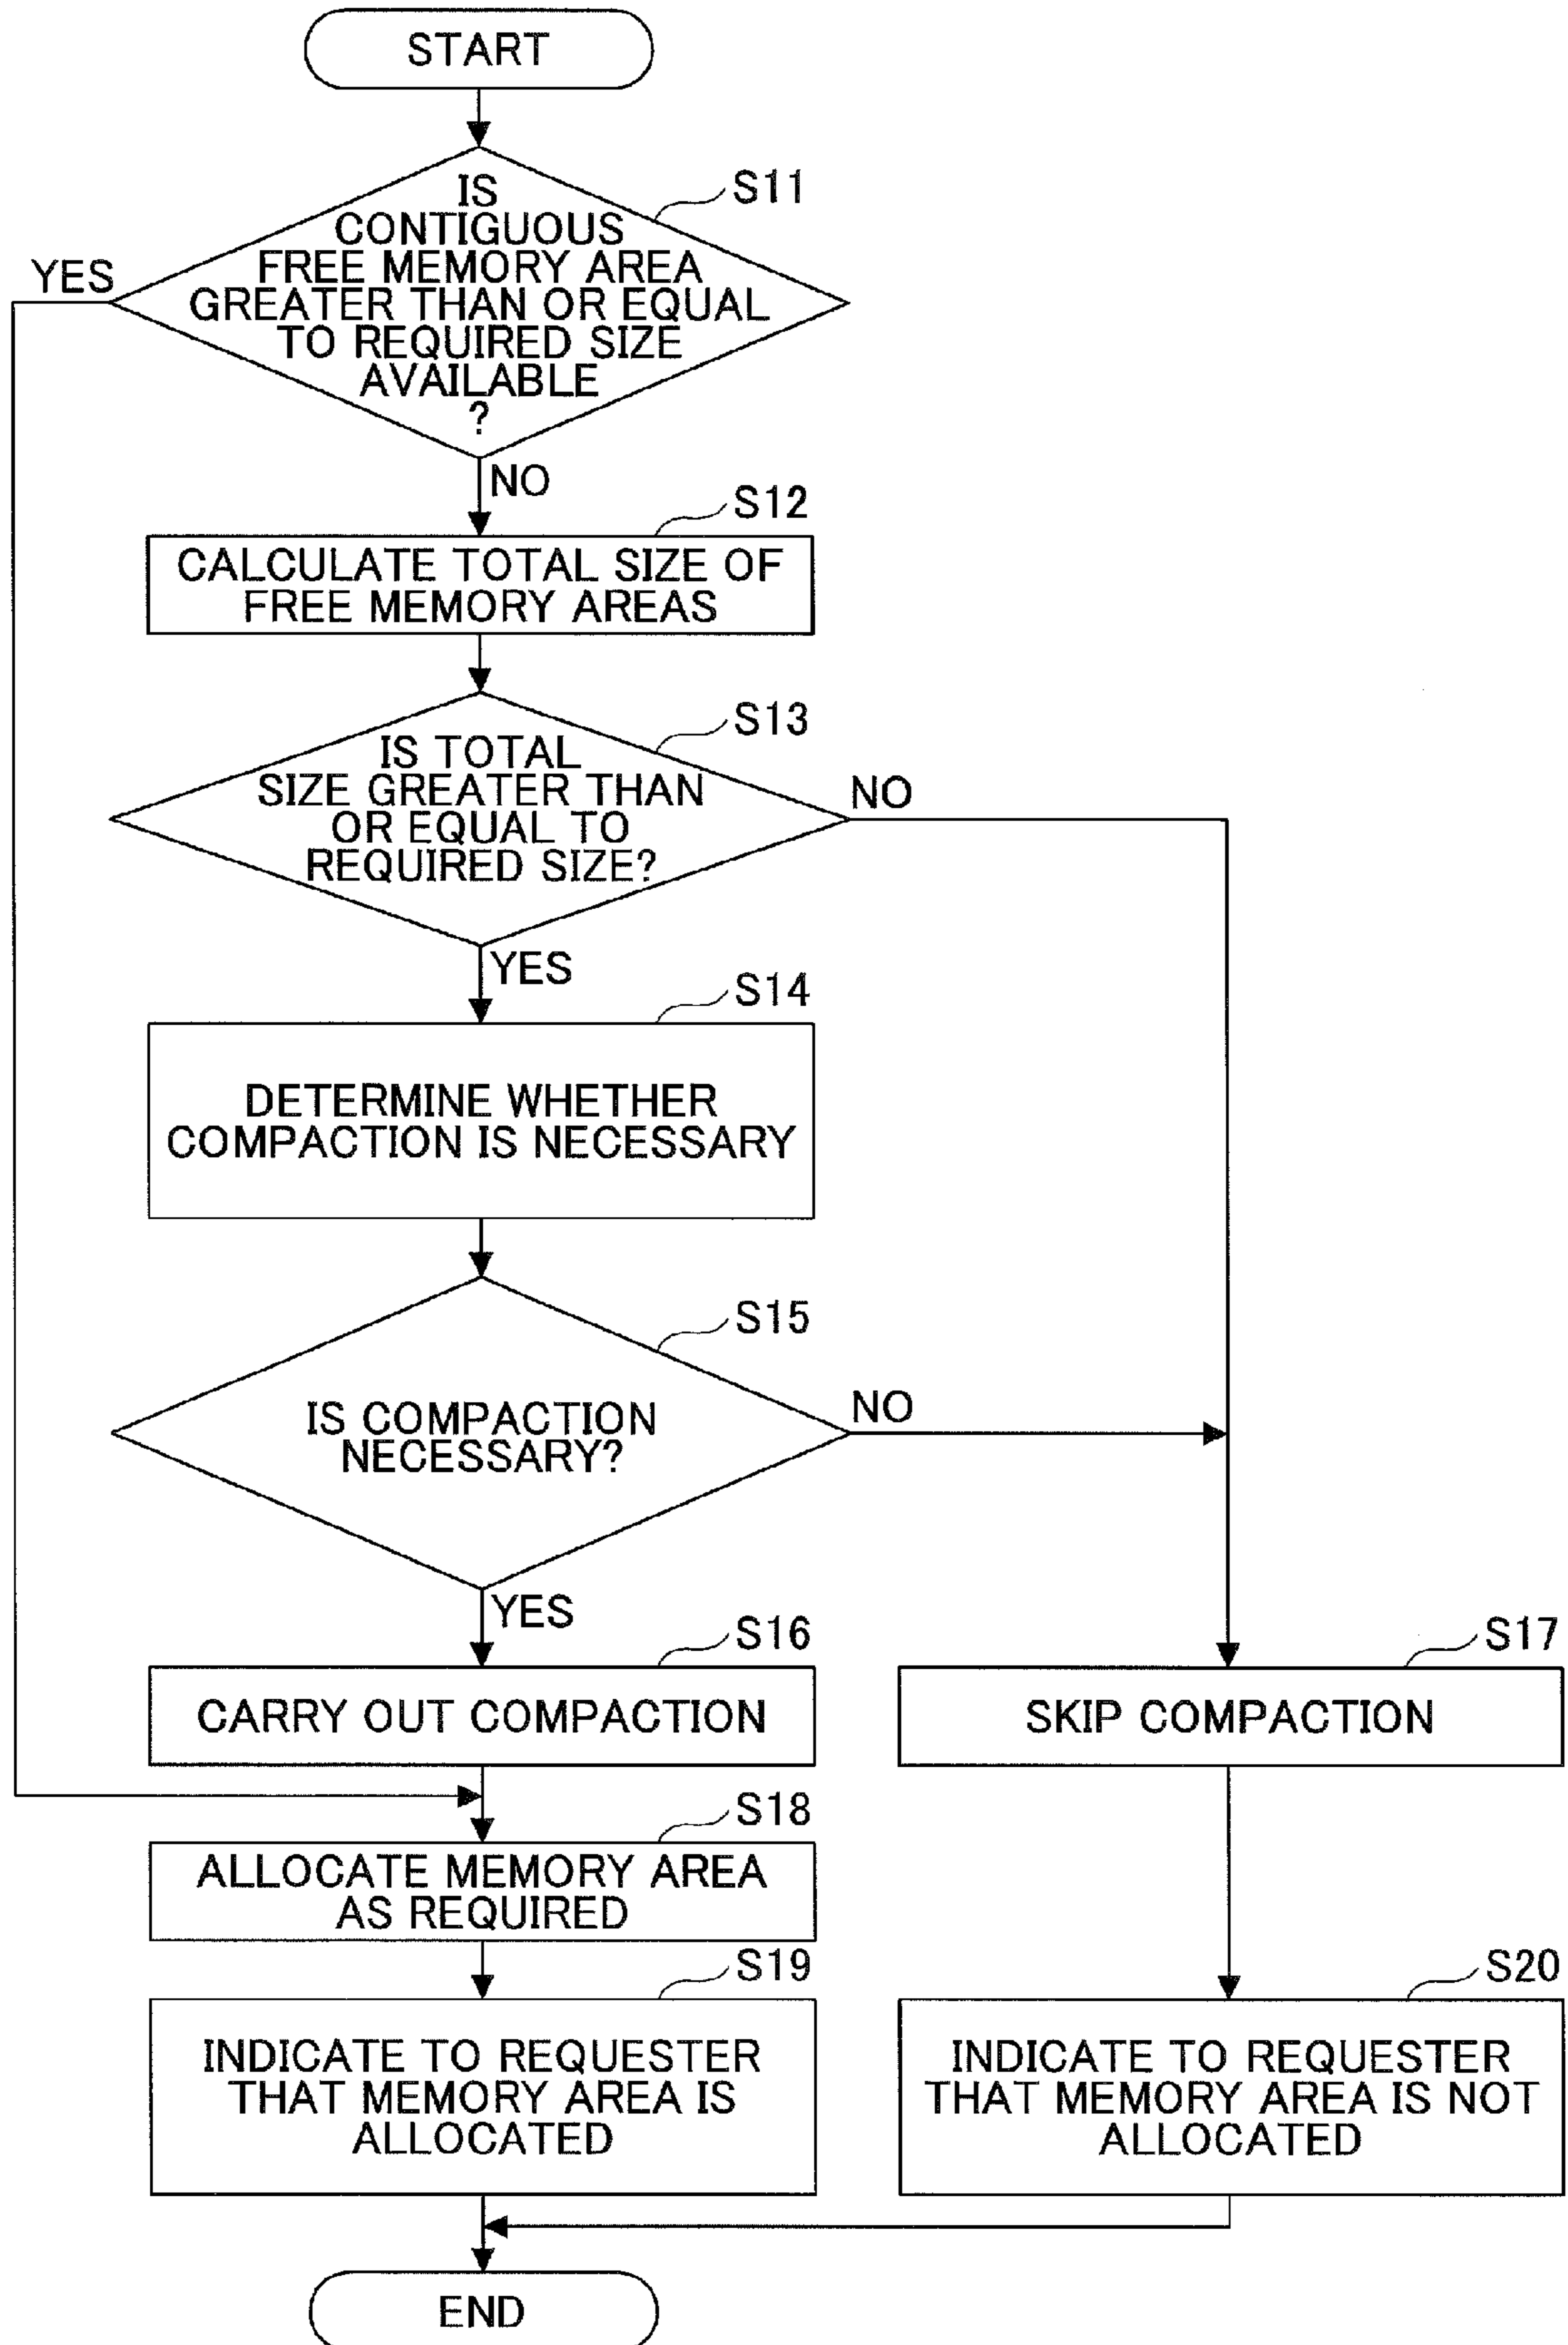 START
S11
IS
CONTIGUOUS
FREE MEMORY AREA
GREATER THAN OR EQUAL
TO REQUIRED SIZE
AVAILABLE
?
YES
NO
S12
CALCULATE TOTAL SIZE OF
FREE MEMORY AREAS
S13
IS TOTAL
SIZE GREATER THAN
OR EQUAL TO
REQUIRED SIZE?
NO
YES
S14
DETERMINE WHETHER
COMPACTION IS NECESSARY
S15
IS COMPACTION
NECESSARY?
NO
YES
S16
CARRY OUT COMPACTION
S17
SKIP COMPACTION
S18
ALLOCATE MEMORY AREA
AS REQUIRED
S19
INDICATE TO REQUESTER
THAT MEMORY AREA IS
ALLOCATED
S20
INDICATE TO REQUESTER
THAT MEMORY AREA IS NOT
ALLOCATED
END